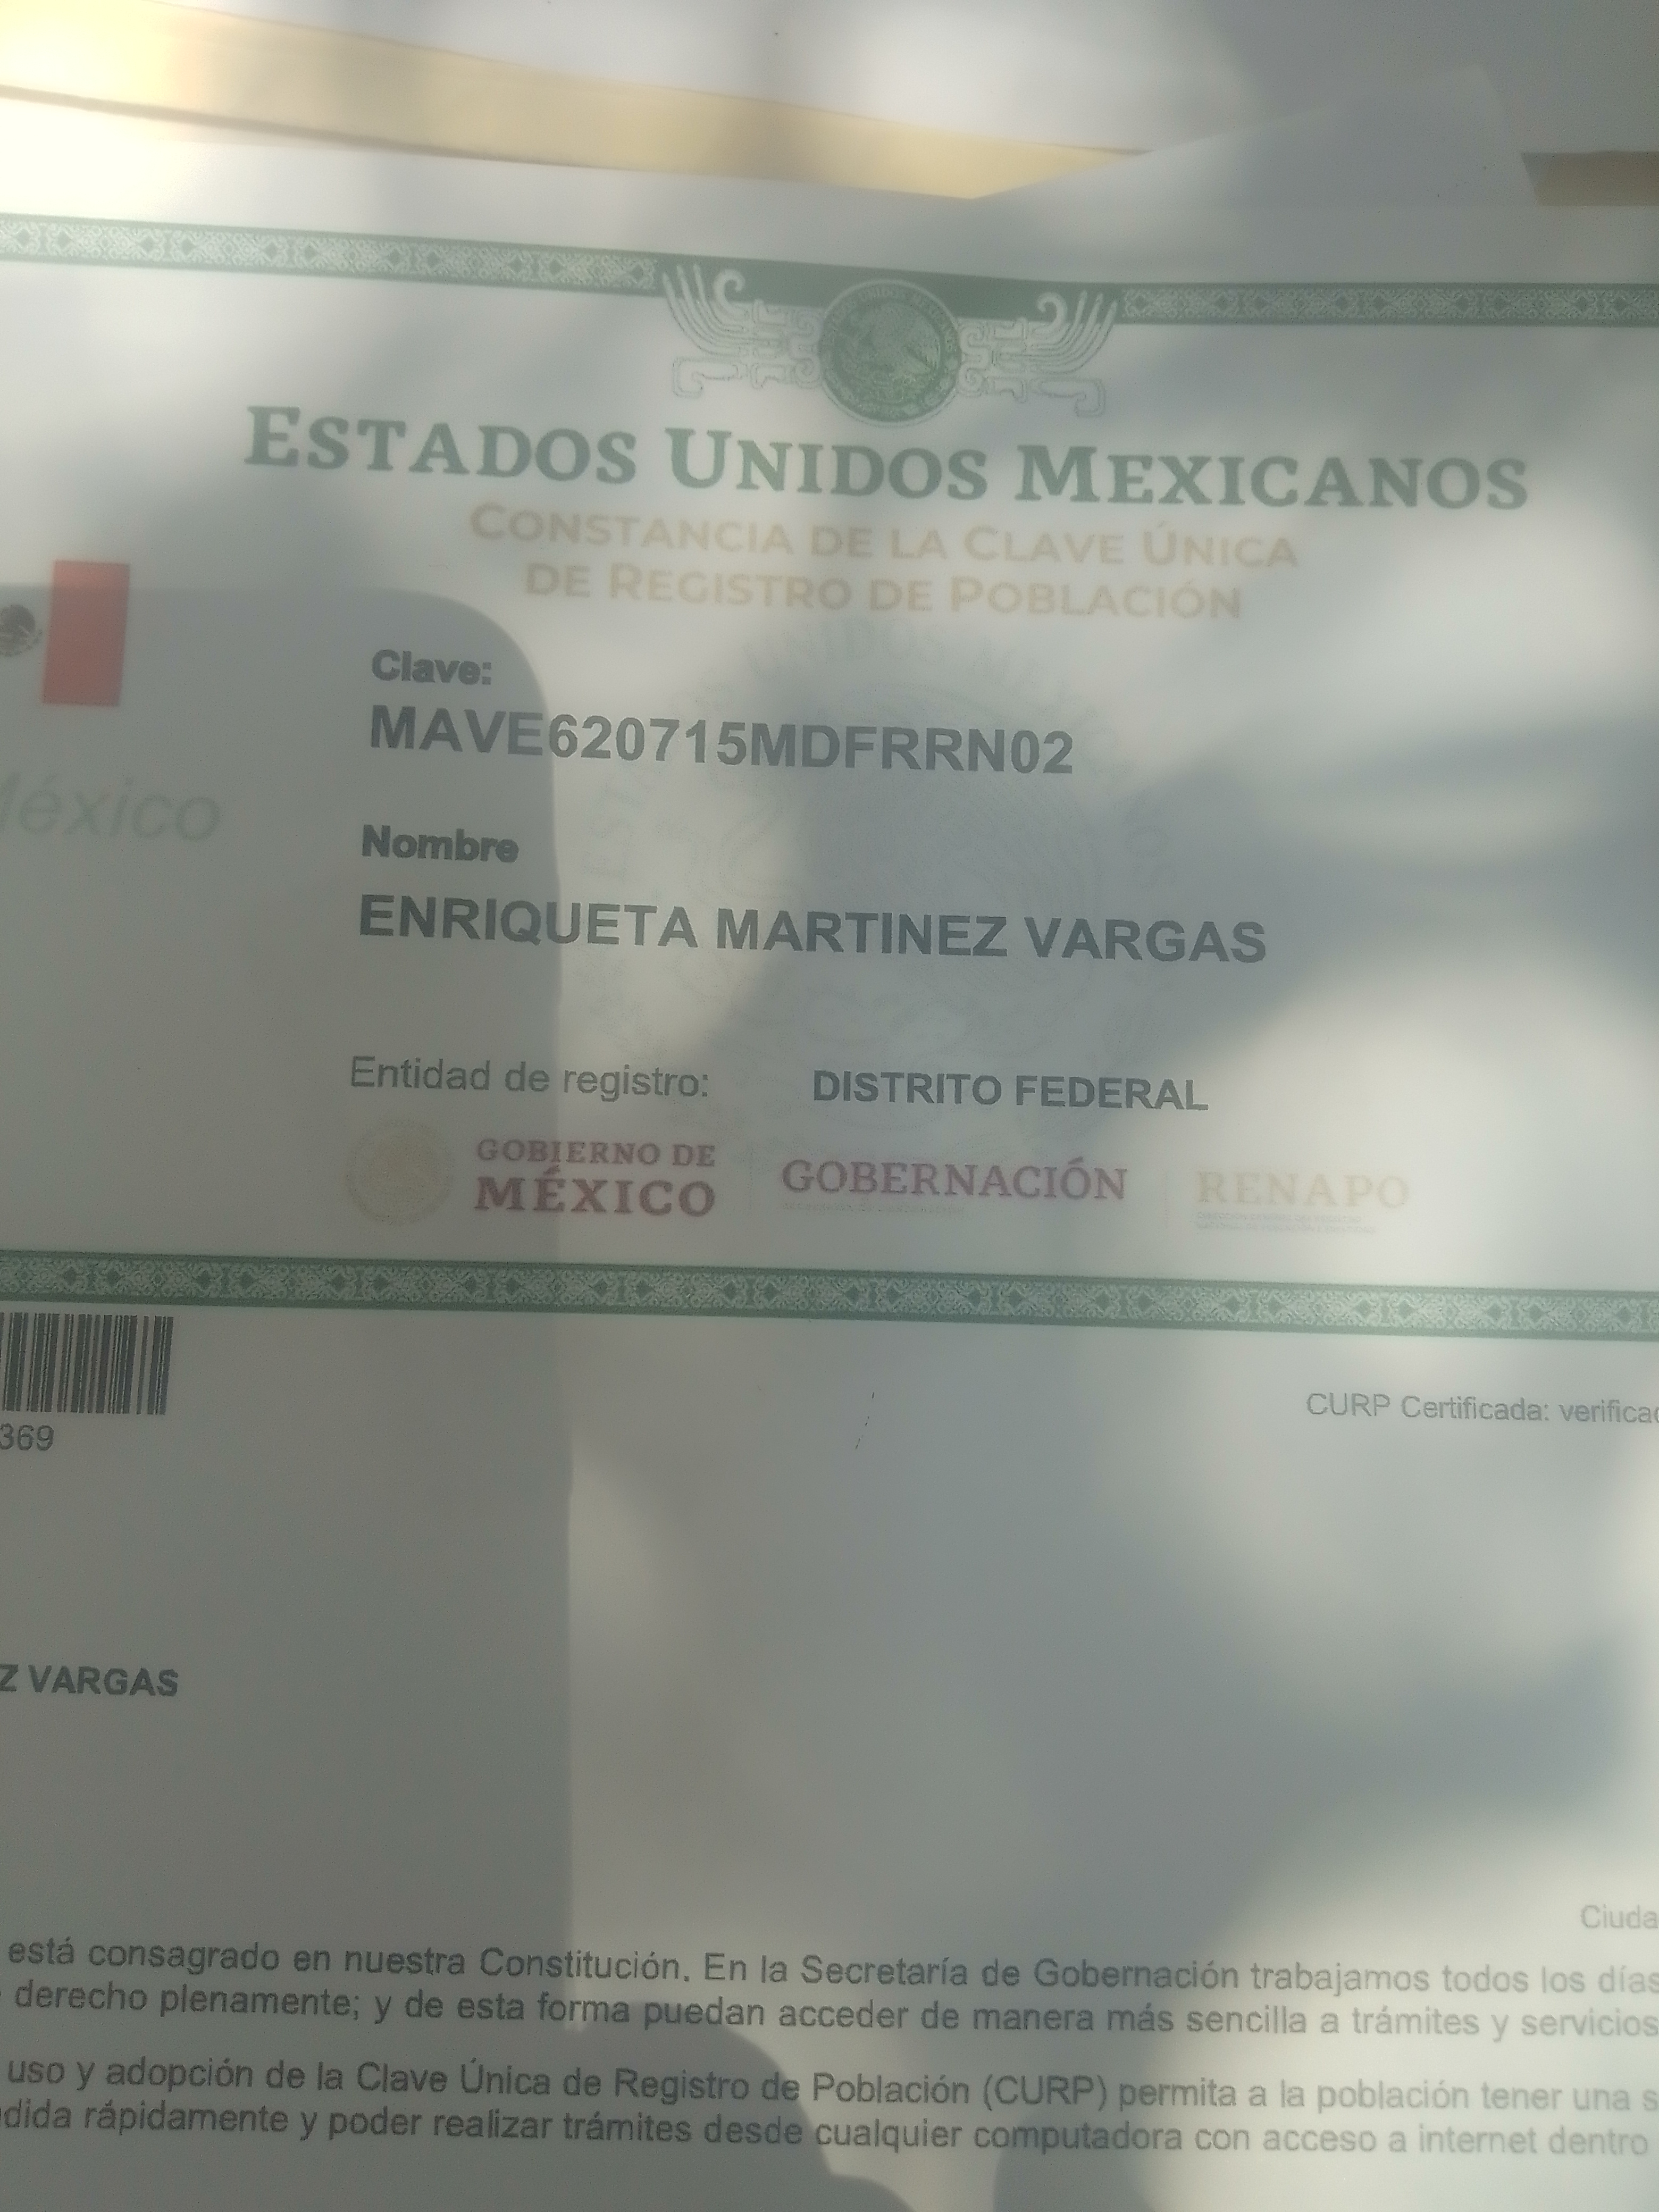 ESTADOS UNIDOS MEXICANOS
CONSTANCIA DE LA CLAVE ÚNICA
DE REGISTRO DE POBLACIÓN
Clave:
MAVE620715MDFRRN02
México
Nombre
ENRIQUETA MARTINEZ VARGAS
Entidad de registro: DISTRITO FEDERAL
GOBIERNO DE
MÉXICO
GOBERNACIÓN
RENAPO
369
CURP Certificada: verificad
Z VARGAS
Ciuda
está consagrado en nuestra Constitución. En la Secretaría de Gobernación trabajamos todos los días
derecho plenamente; y de esta forma puedan acceder de manera más sencilla a trámites y servicios
uso y adopción de la Clave Única de Registro de Población (CURP) permita a la población tener una s
dida rápidamente y poder realizar trámites desde cualquier computadora con acceso a internet dentro